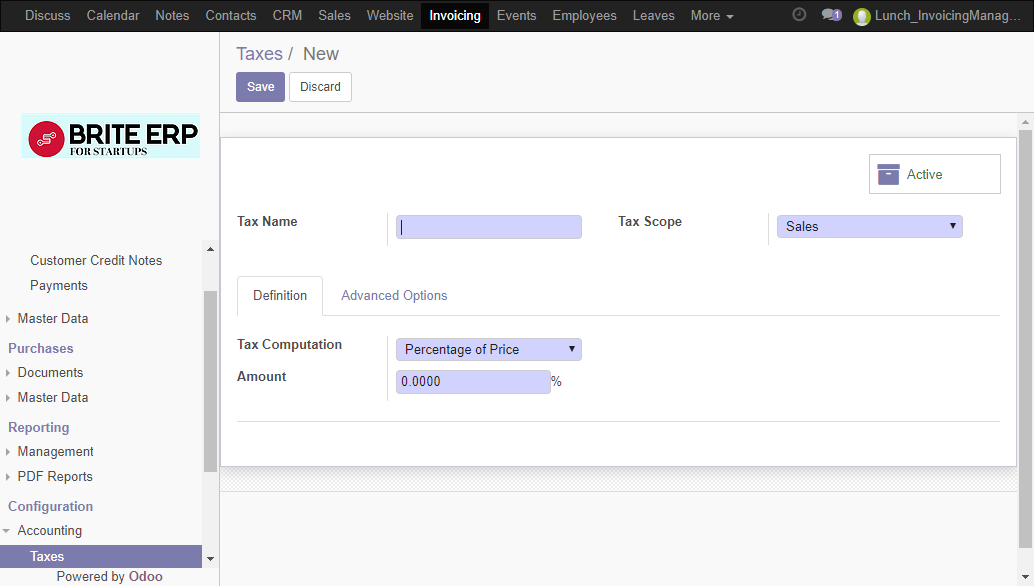 Discuss Calendar Notes Contacts CRM Sales Website Invoicing Events Employees Leaves More 1 Lunch_InvoicingManag...
Taxes / New
Save Discard
BRITE ERP
FOR STARTUPS
Active
Tax Name
Tax Scope Sales
Customer Credit Notes
Payments
Master Data
Purchases
Documents
Master Data
Reporting
Management
PDF Reports
Configuration
Accounting
Taxes
Powered by Odoo
Definition Advanced Options
Tax Computation Percentage of Price
Amount 0.0000 %